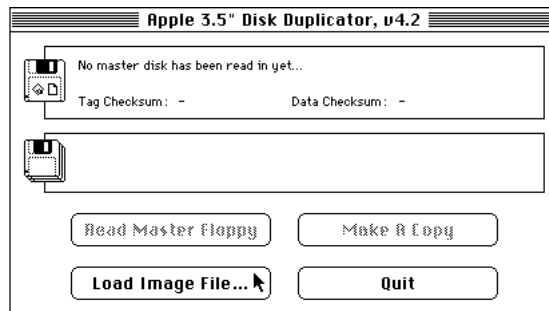 Apple 3.5" Disk Duplicator, v4.2
No master disk has been read in yet...
Tag Checksum: - Data Checksum: -
Read Master Floppy Make A Copy
Load Image File... Quit